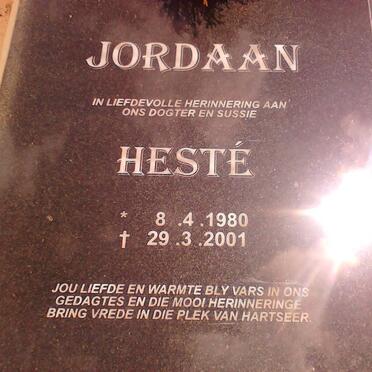 JORDAAN
IN LIEFDEVOLLE HERINNERING AAN
ONS DOGTER EN SUSSIE
HESTÉ
* 8 .4 .1980
† 29 .3 .2001
JOU LIEFDE EN WARMTE BLY VARS IN ONS
GEDAGTES EN DIE MOOI HERINNERINGE
BRING VREDE IN DIE PLEK VAN HARTSEER.